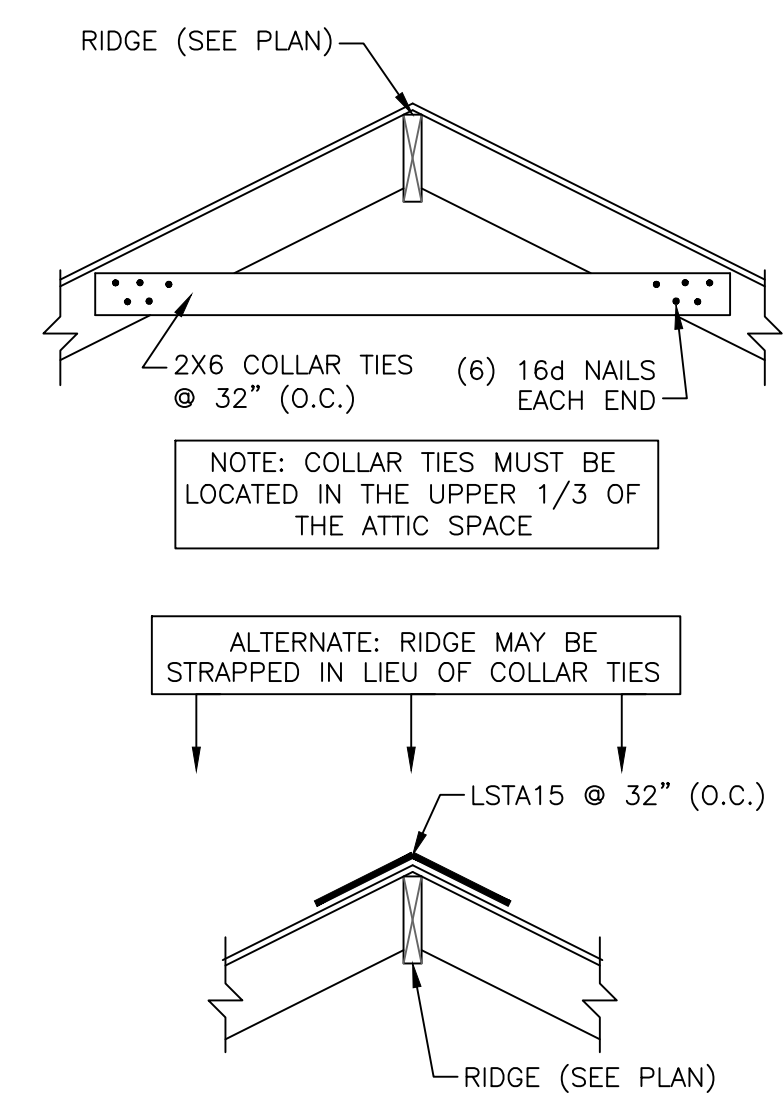 RIDGE (SEE PLAN)
2X6 COLLAR TIES
@ 32” (O.C.)
(6) 16d NAILS
EACH END
NOTE: COLLAR TIES MUST BE
LOCATED IN THE UPPER 1/3 OF
THE ATTIC SPACE
ALTERNATE: RIDGE MAY BE
STRAPPED IN LIEU OF COLLAR TIES
LSTA15 @ 32” (O.C.)
RIDGE (SEE PLAN)